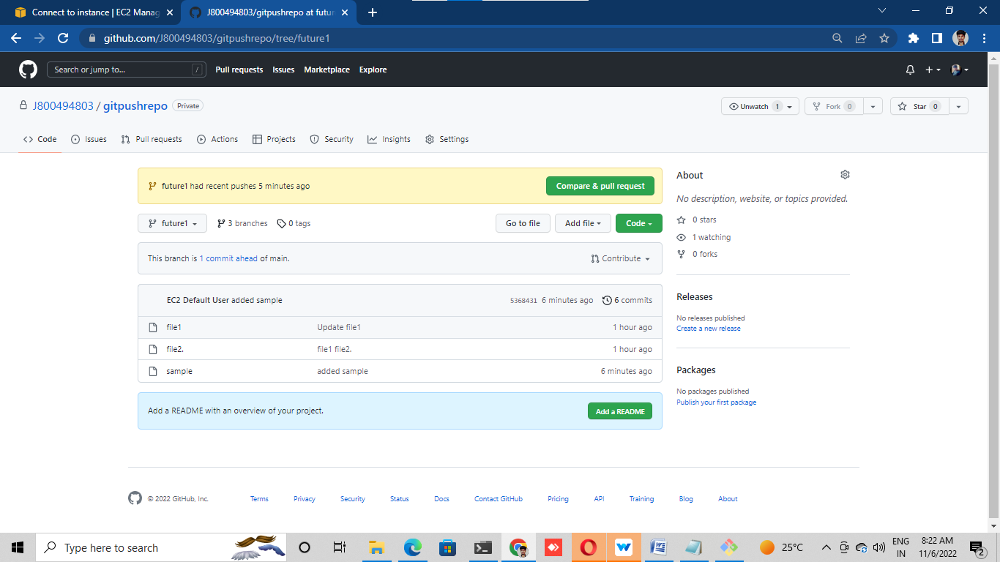 Connect to instance | EC2 Manag
J800494803/gitpushrepo at futur
github.com/J800494803/gitpushrepo/tree/future1
Search or jump to... /
Pull requests Issues Marketplace Explore
J800494803 / gitpushrepo Private
Unwatch 1 Fork 0 Star 0
Code Issues Pull requests Actions Projects Security Insights Settings
future1 had recent pushes 5 minutes ago Compare & pull request
future1 3 branches 0 tags Go to file Add file Code
This branch is 1 commit ahead of main. Contribute
EC2 Default User added sample 5368431 6 minutes ago 6 commits
file1 Update file1 1 hour ago
file2. file1 file2. 1 hour ago
sample added sample 6 minutes ago
Add a README with an overview of your project. Add a README
About
No description, website, or topics provided.
0 stars
1 watching
0 forks
Releases
No releases published
Create a new release
Packages
No packages published
Publish your first package
© 2022 GitHub, Inc. Terms Privacy Security Status Docs Contact GitHub Pricing API Training Blog About
Type here to search
25°C
ENG
IN
8:22 AM
11/6/2022
2